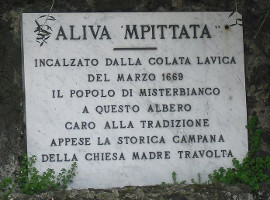 "ALIVA 'MPITTATA"
INCALZATO DALLA COLATA LAVICA
DEL MARZO 1669
IL POPOLO DI MISTERBIANCO
A QUESTO ALBERO
CARO ALLA TRADIZIONE
APPESE LA STORICA CAMPANA
DELLA CHIESA MADRE TRAVOLTA